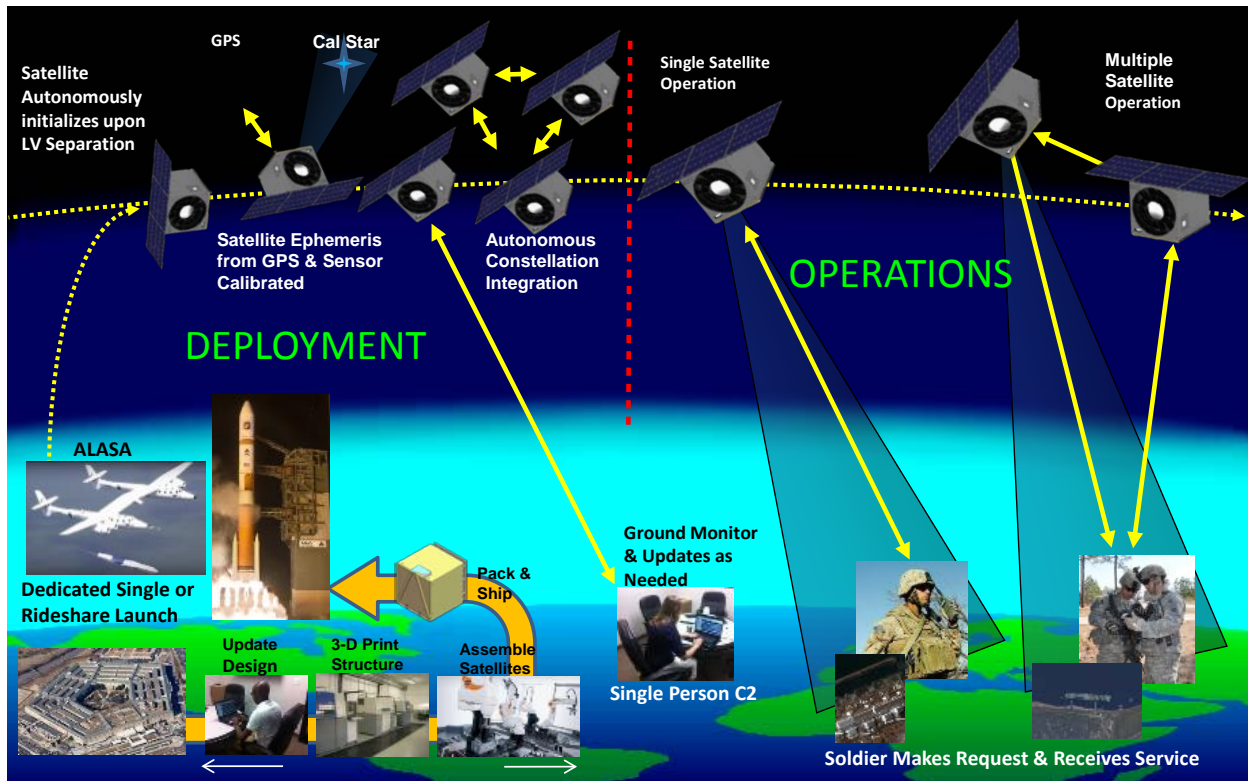 Satellite
Autonomously
initializes upon
LV Separation
GPS
Cal Star
Satellite Ephemeris
from GPS & Sensor
Calibrated
Autonomous
Constellation
Integration
DEPLOYMENT
Single Satellite
Operation
Multiple
Satellite
Operation
OPERATIONS
ALASA
Dedicated Single or
Rideshare Launch
Pack &
Ship
Update
Design
3-D Print
Structure
Assemble
Satellites
Ground Monitor
& Updates as
Needed
Single Person C2
Soldier Makes Request & Receives Service